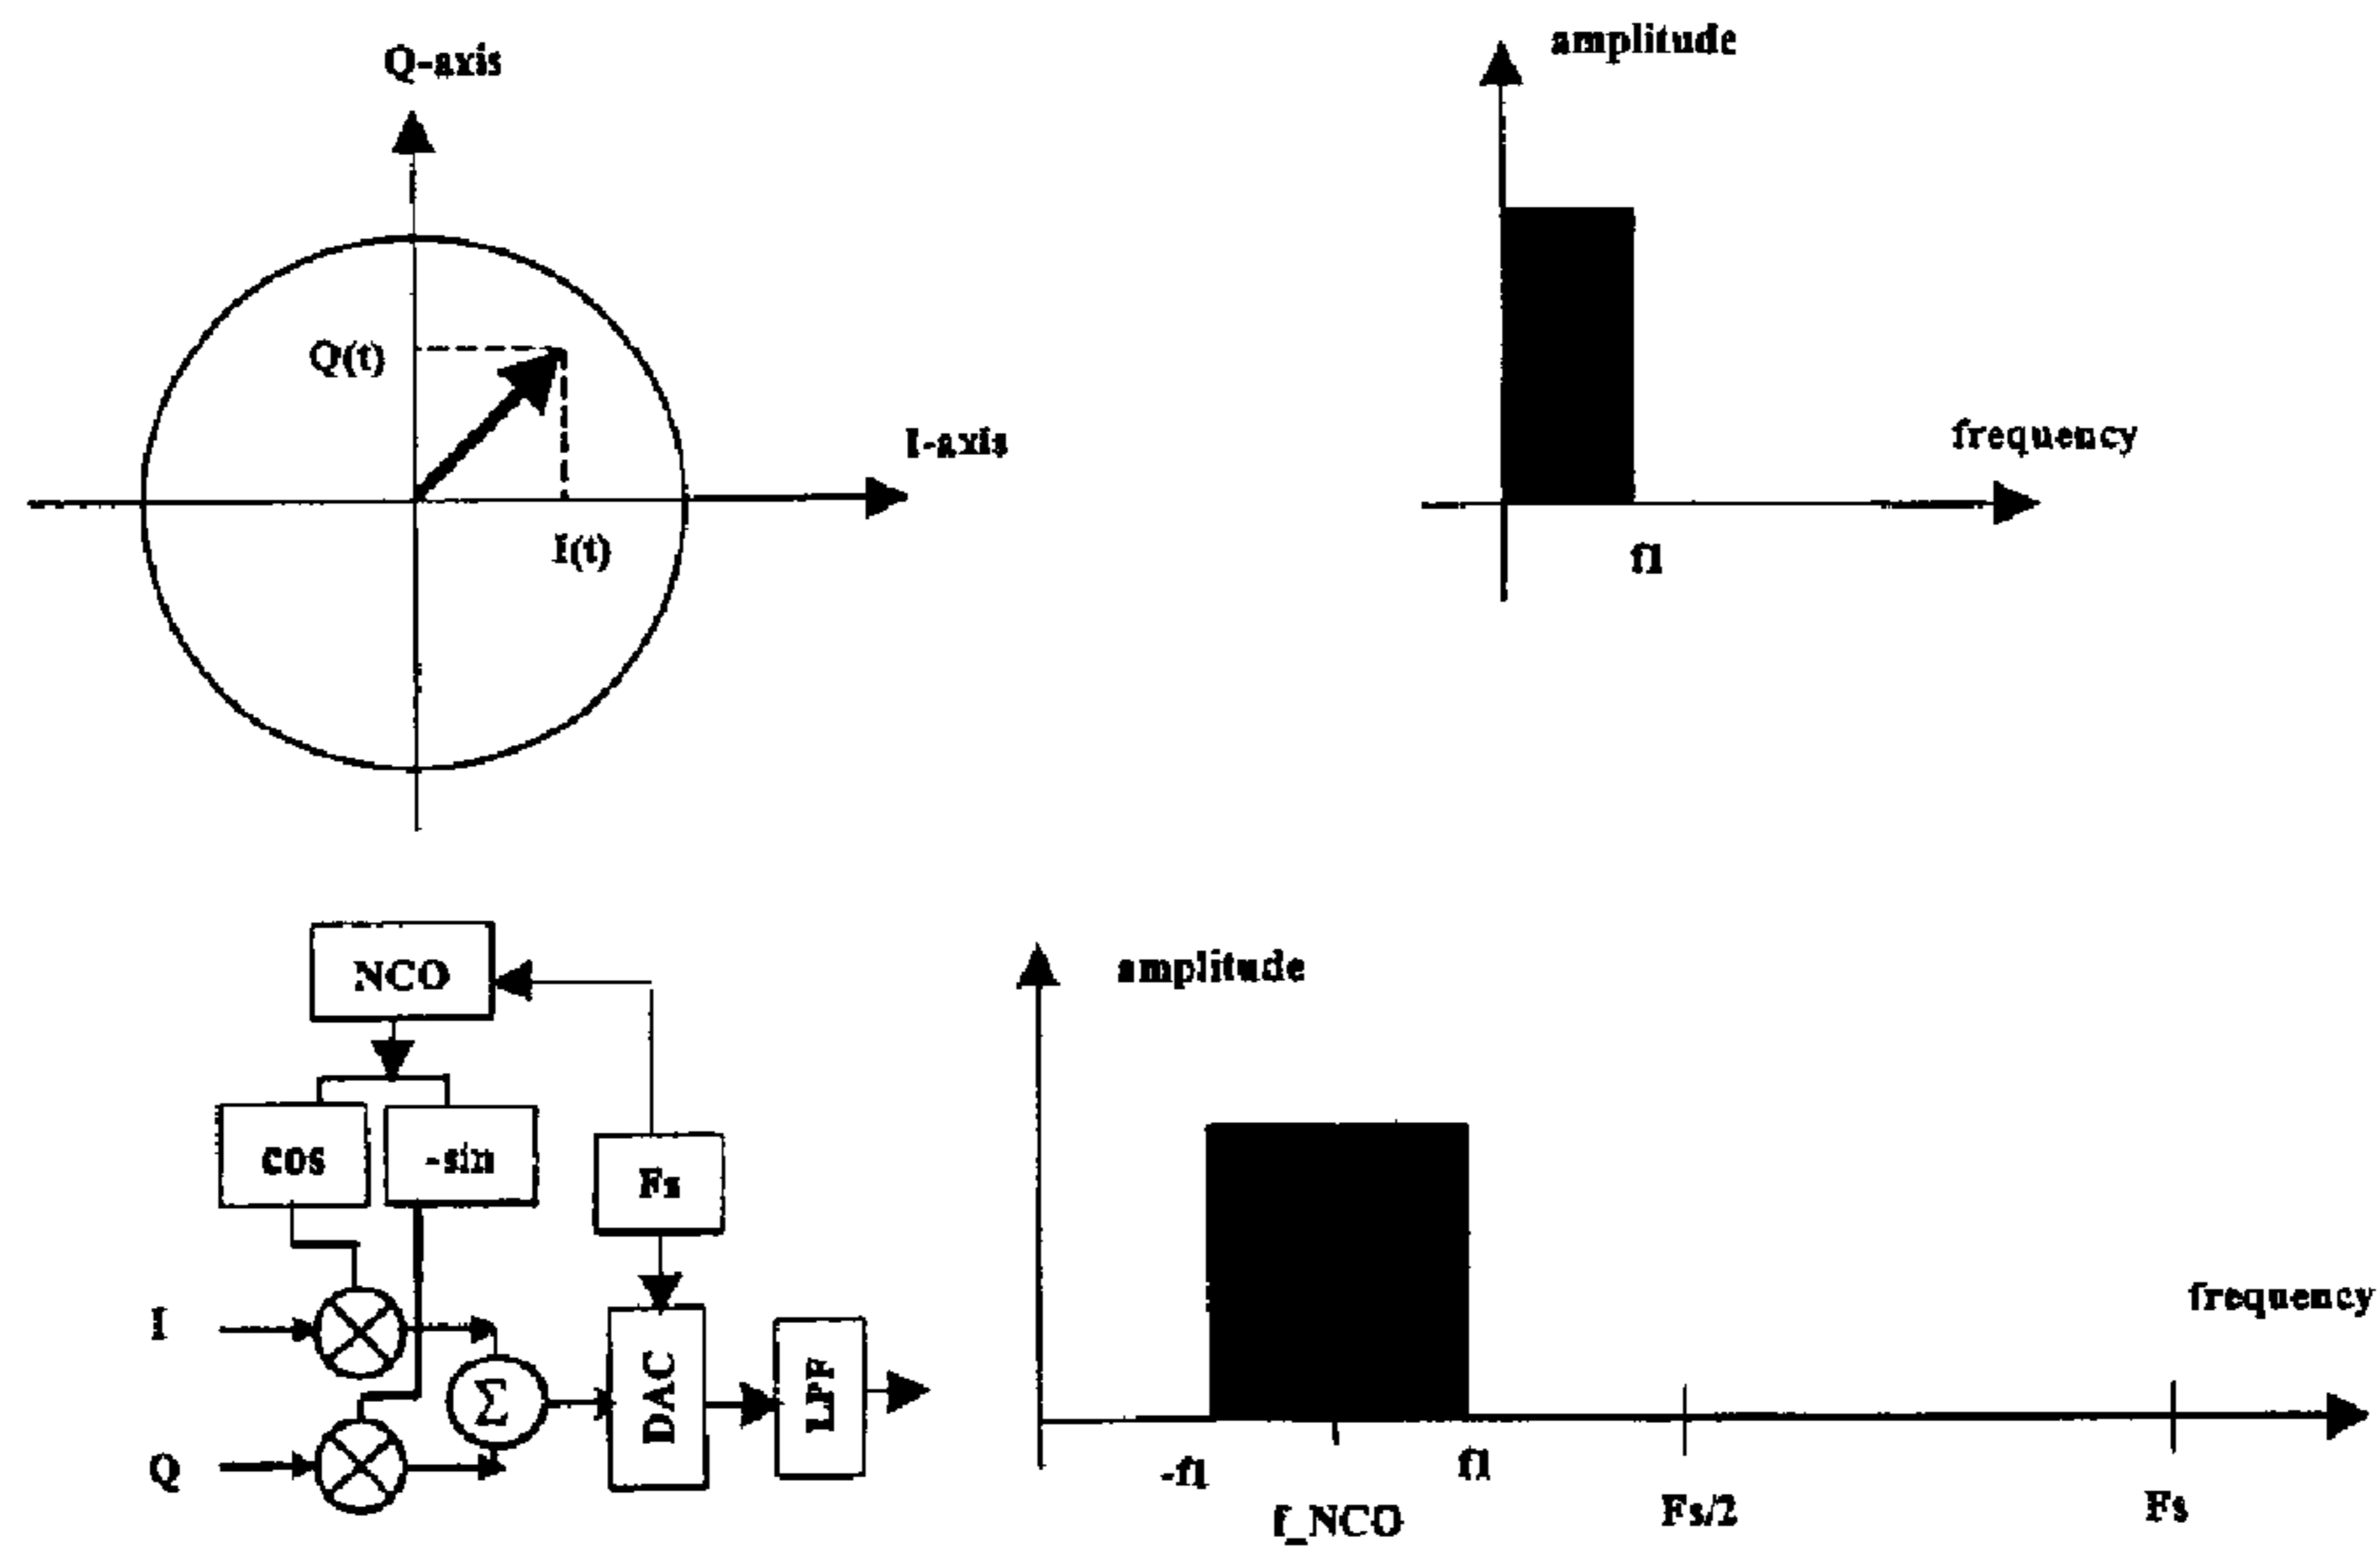 Q-axis
Q(t)
I-axis
I(t)
amplitude
frequency
f1
NCO
cos
-sin
Fs
I
Q
Σ
DAC
LPF
amplitude
frequency
-f1
f1
f_NCO
Fs/2
Fs